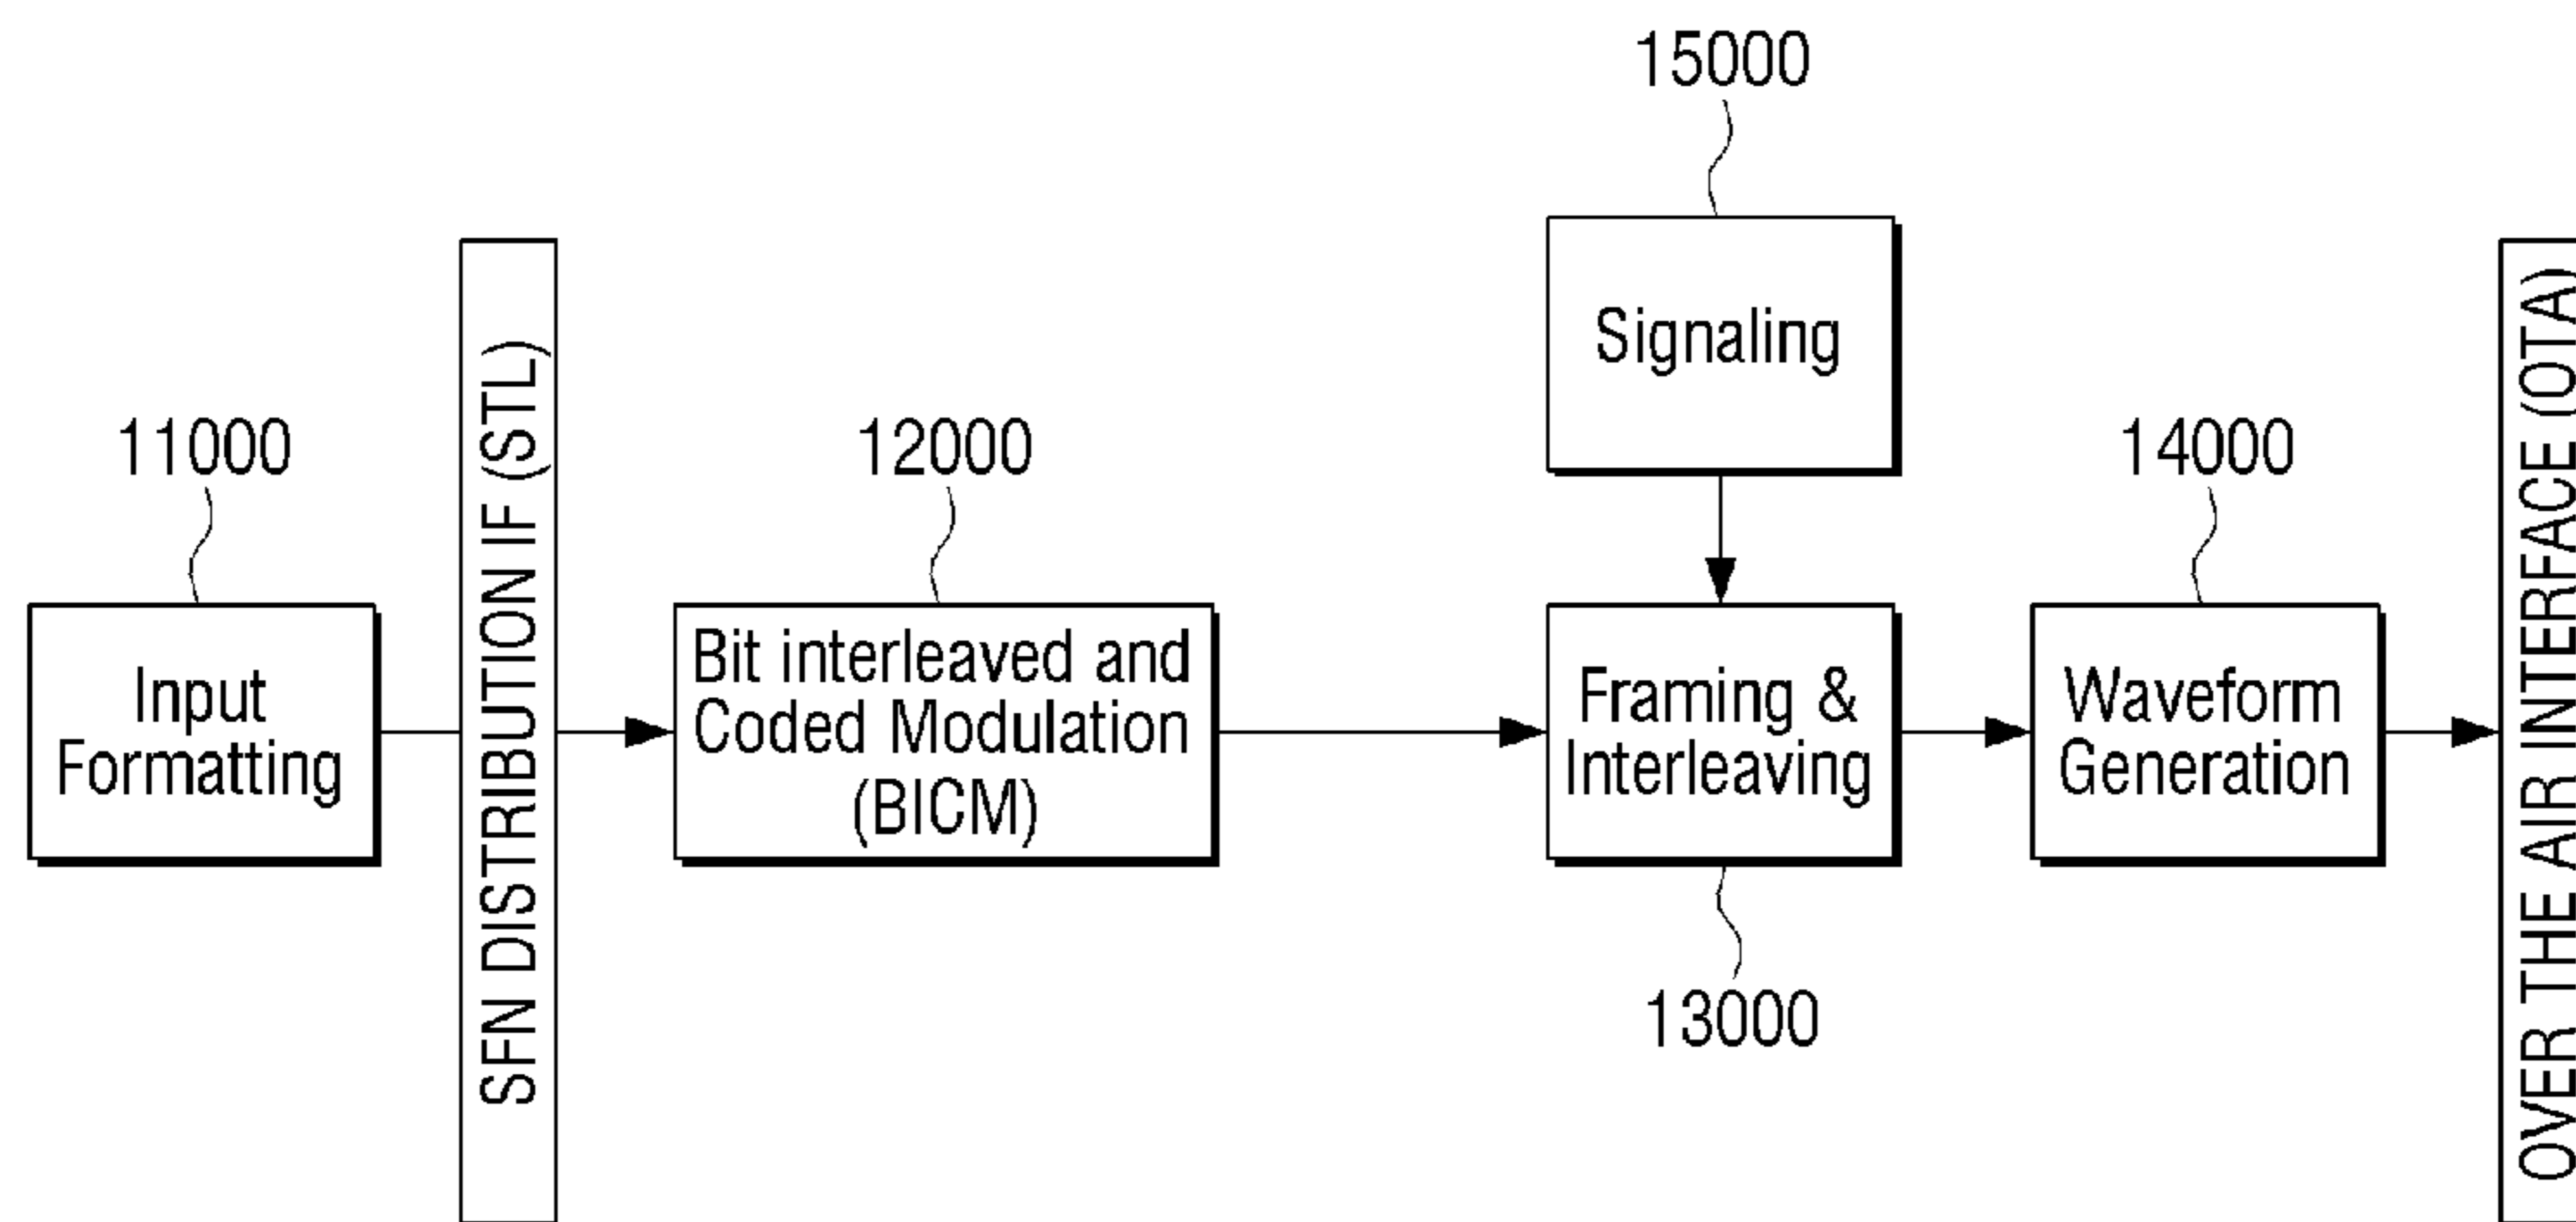 15000
Signaling
11000
Input
Formatting
SFN DISTRIBUTION IF (STL)
12000
Bit interleaved and
Coded Modulation
(BICM)
Framing &
Interleaving
13000
14000
Waveform
Generation
OVER THE AIR INTERFACE (OTA)